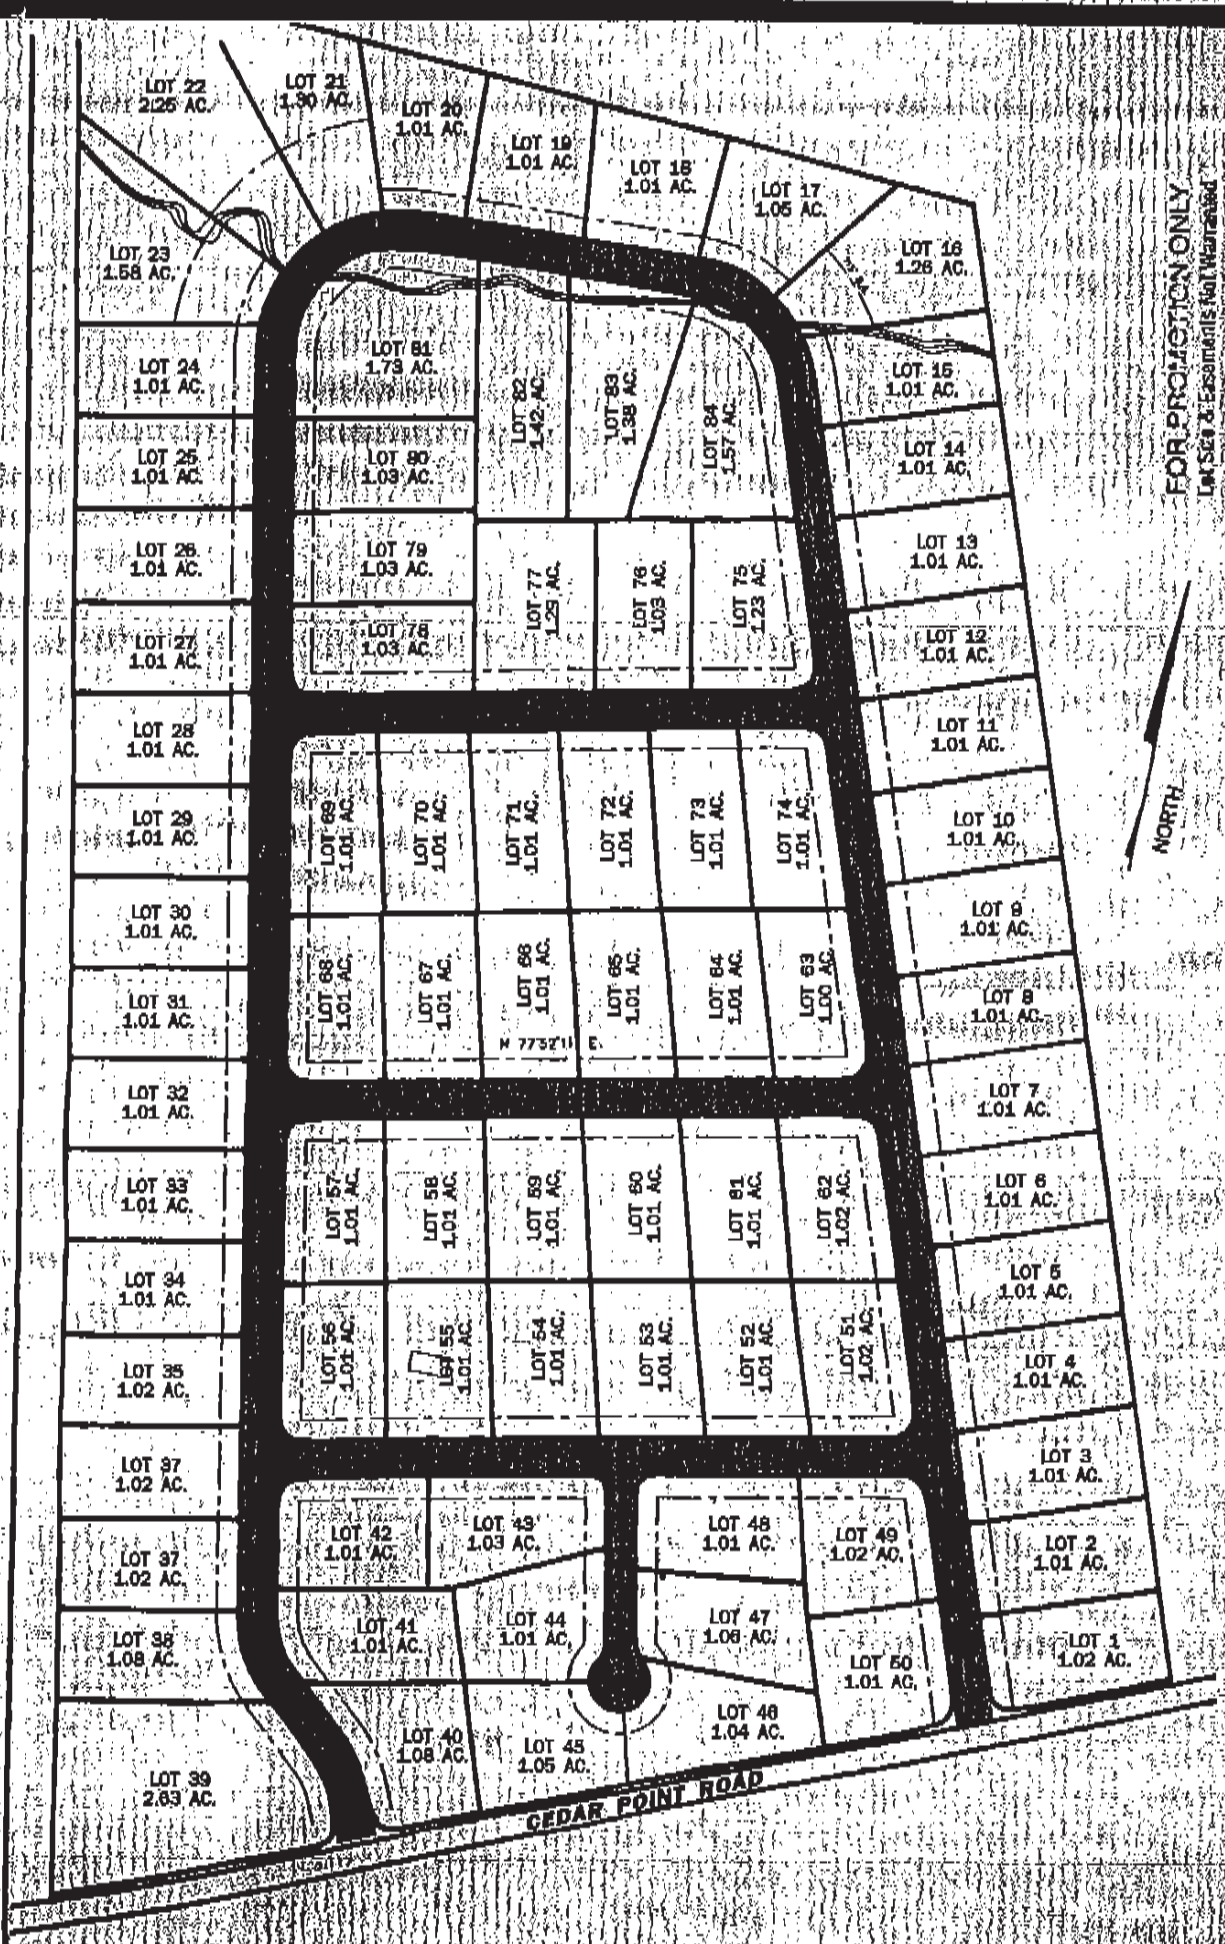 LOT 22
2.25 AC.
LOT 21
1.30 AC.
LOT 20
1.01 AC.
LOT 19
1.01 AC.
LOT 18
1.01 AC.
LOT 17
1.05 AC.
LOT 16
1.26 AC.
LOT 23
1.58 AC.
LOT 24
1.01 AC.
LOT 25
1.01 AC.
LOT 26
1.01 AC.
LOT 27
1.01 AC.
LOT 28
1.01 AC.
LOT 29
1.01 AC.
LOT 30
1.01 AC.
LOT 31
1.01 AC.
LOT 32
1.01 AC.
LOT 33
1.01 AC.
LOT 34
1.01 AC.
LOT 35
1.02 AC.
LOT 37
1.02 AC.
LOT 37
1.02 AC.
LOT 38
1.08 AC.
LOT 39
2.63 AC.
LOT 81
1.73 AC.
LOT 80
1.03 AC.
LOT 79
1.03 AC.
LOT 78
1.03 AC.
LOT 82
1.42 AC.
LOT 83
1.38 AC.
LOT 84
1.57 AC.
LOT 77
1.25 AC.
LOT 76
1.03 AC.
LOT 75
1.23 AC.
LOT 69
1.01 AC.
LOT 70
1.01 AC.
LOT 71
1.01 AC.
LOT 72
1.01 AC.
LOT 73
1.01 AC.
LOT 74
1.01 AC.
LOT 68
1.01 AC.
LOT 67
1.01 AC.
LOT 66
1.01 AC.
LOT 65
1.01 AC.
LOT 64
1.01 AC.
LOT 63
1.00 AC.
LOT 57
1.01 AC.
LOT 58
1.01 AC.
LOT 59
1.01 AC.
LOT 60
1.01 AC.
LOT 61
1.01 AC.
LOT 62
1.02 AC.
LOT 56
1.01 AC.
LOT 55
1.01 AC.
LOT 54
1.01 AC.
LOT 53
1.01 AC.
LOT 52
1.01 AC.
LOT 51
1.02 AC.
LOT 42
1.01 AC.
LOT 43
1.03 AC.
LOT 48
1.01 AC.
LOT 49
1.02 AC.
LOT 41
1.01 AC.
LOT 44
1.01 AC.
LOT 47
1.06 AC.
LOT 50
1.01 AC.
LOT 40
1.08 AC.
LOT 45
1.05 AC.
LOT 46
1.04 AC.
LOT 15
1.01 AC.
LOT 14
1.01 AC.
LOT 13
1.01 AC.
LOT 12
1.01 AC.
LOT 11
1.01 AC.
LOT 10
1.01 AC.
LOT 9
1.01 AC.
LOT 8
1.01 AC.
LOT 7
1.01 AC.
LOT 6
1.01 AC.
LOT 5
1.01 AC.
LOT 4
1.01 AC.
LOT 3
1.01 AC.
LOT 2
1.01 AC.
LOT 1
1.02 AC.
CEDAR POINT ROAD
NORTH
FOR PROMOTION ONLY
Lot Size & Easements Not Warranted